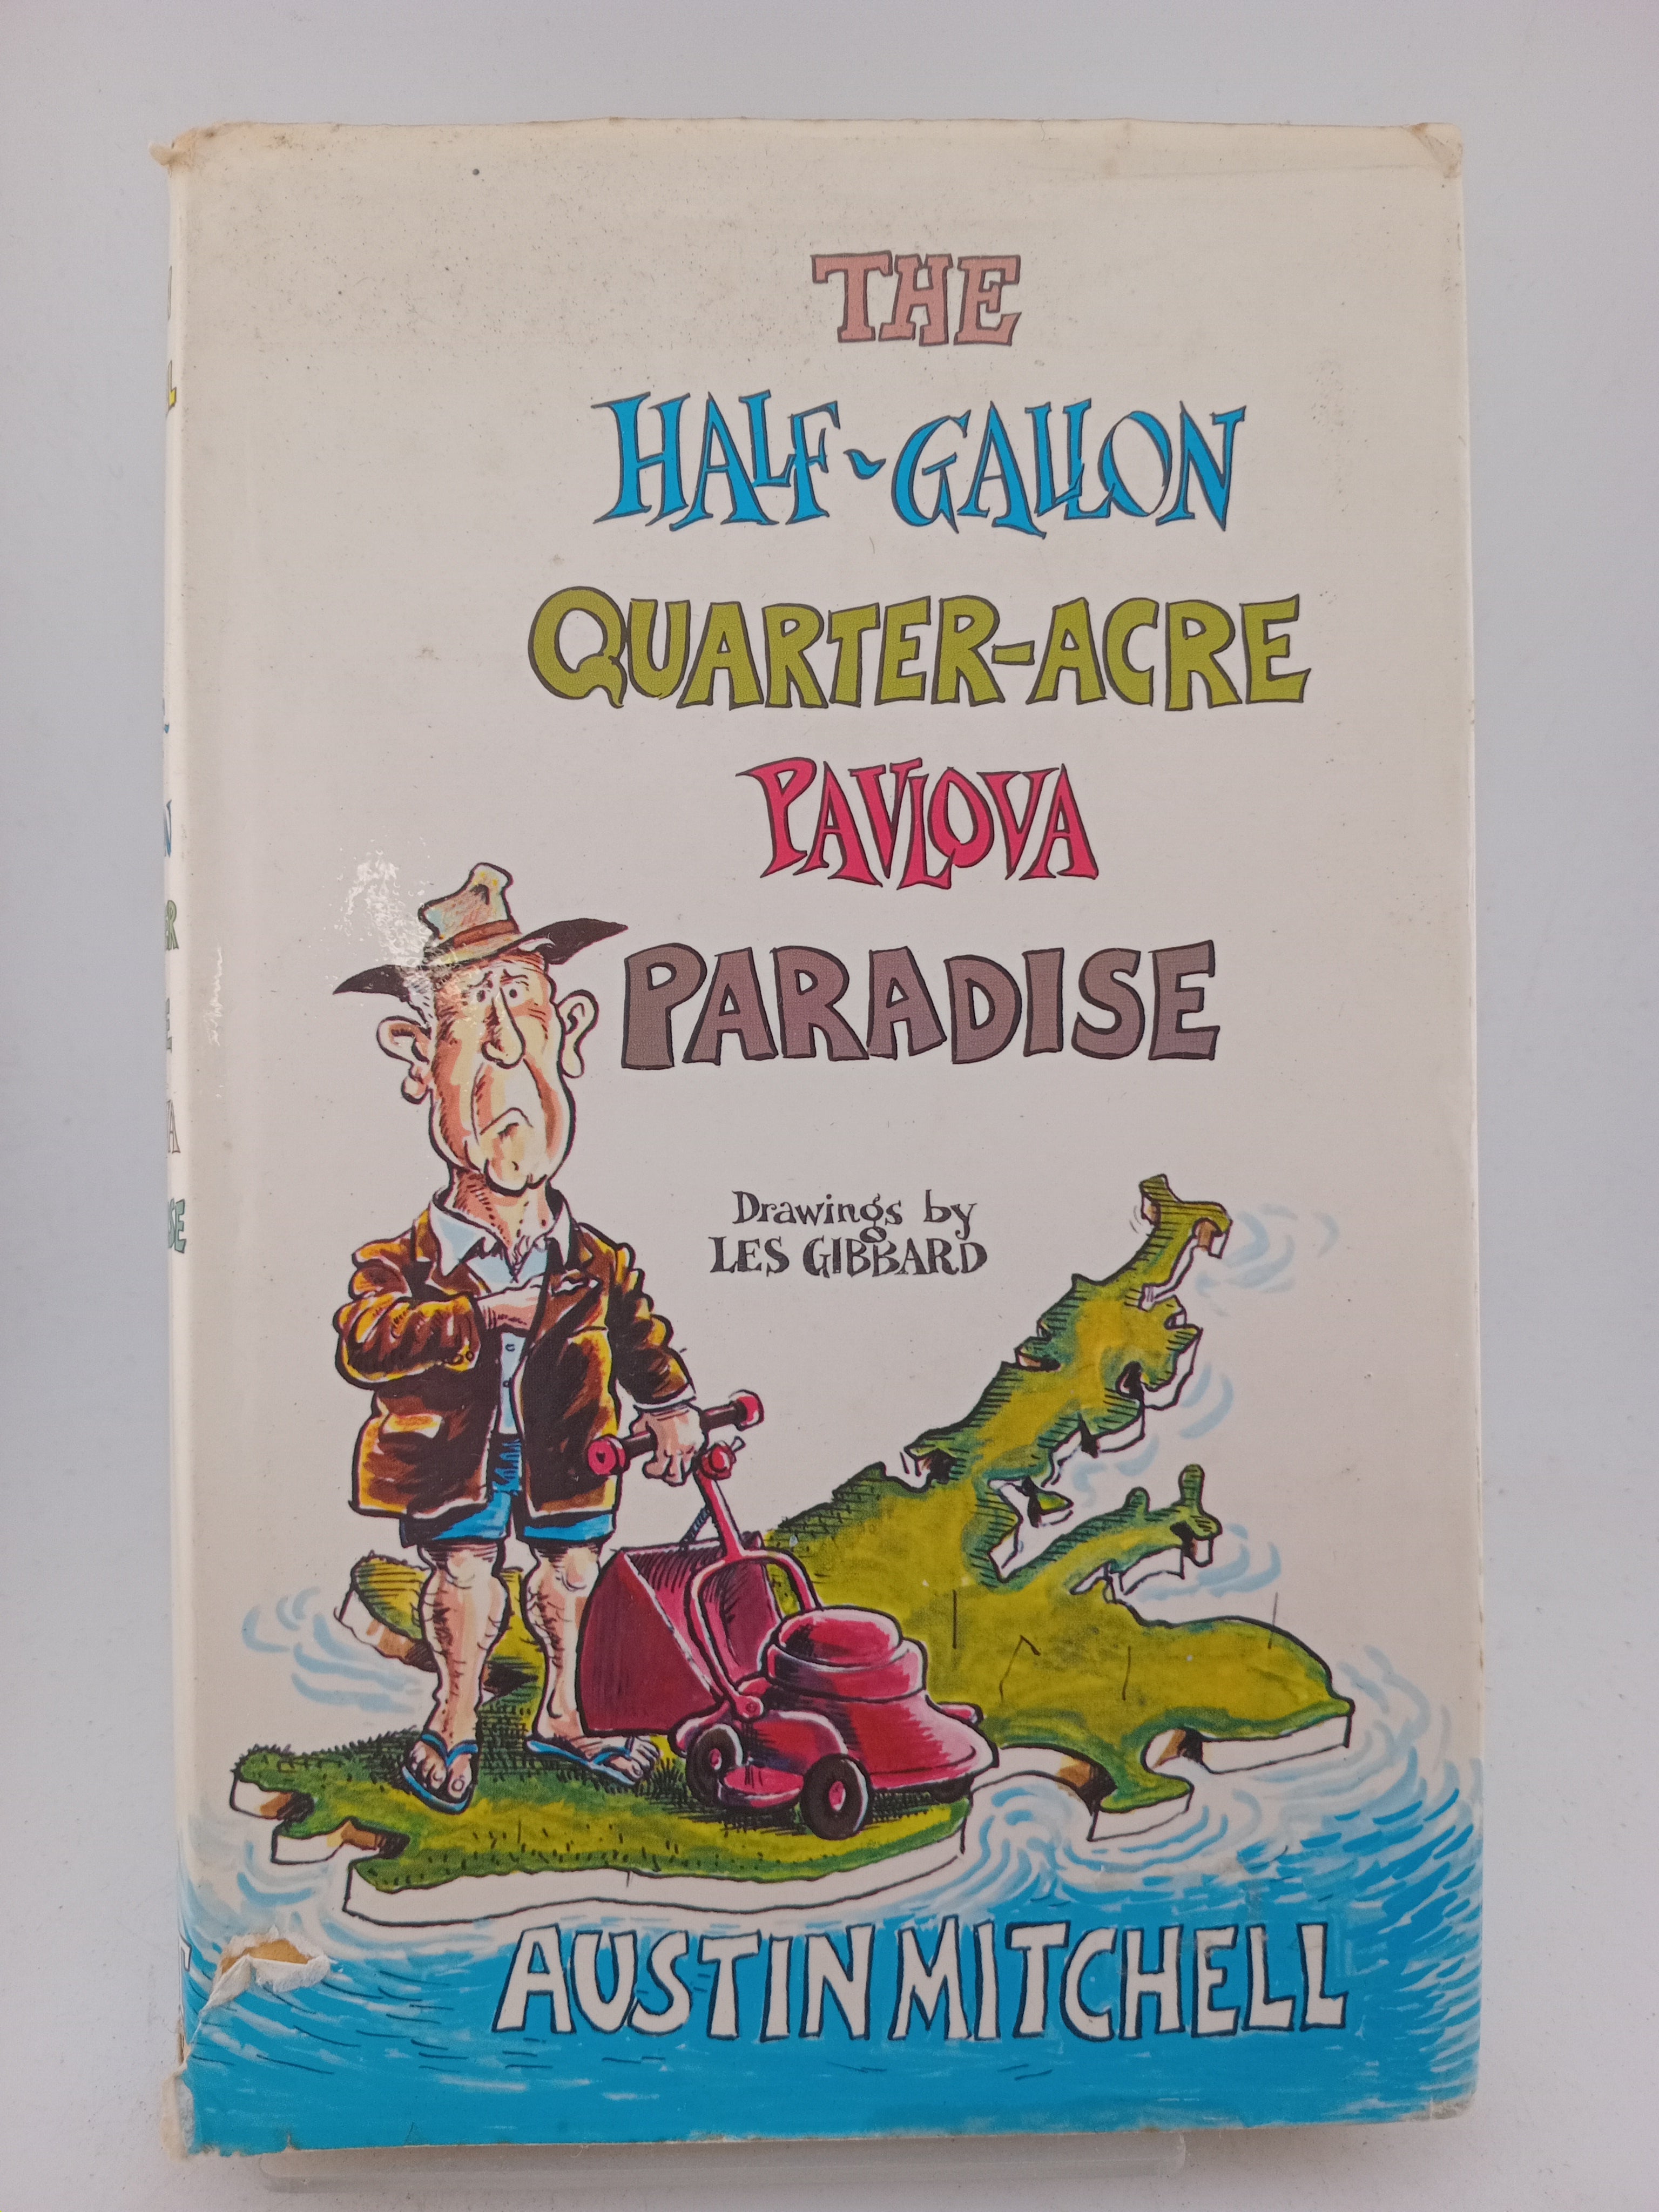 THE
HALF-GALLON
QUARTER-ACRE
PAVLOVA
PARADISE
Drawings by
LES GIBBARD
AUSTIN MITCHELL